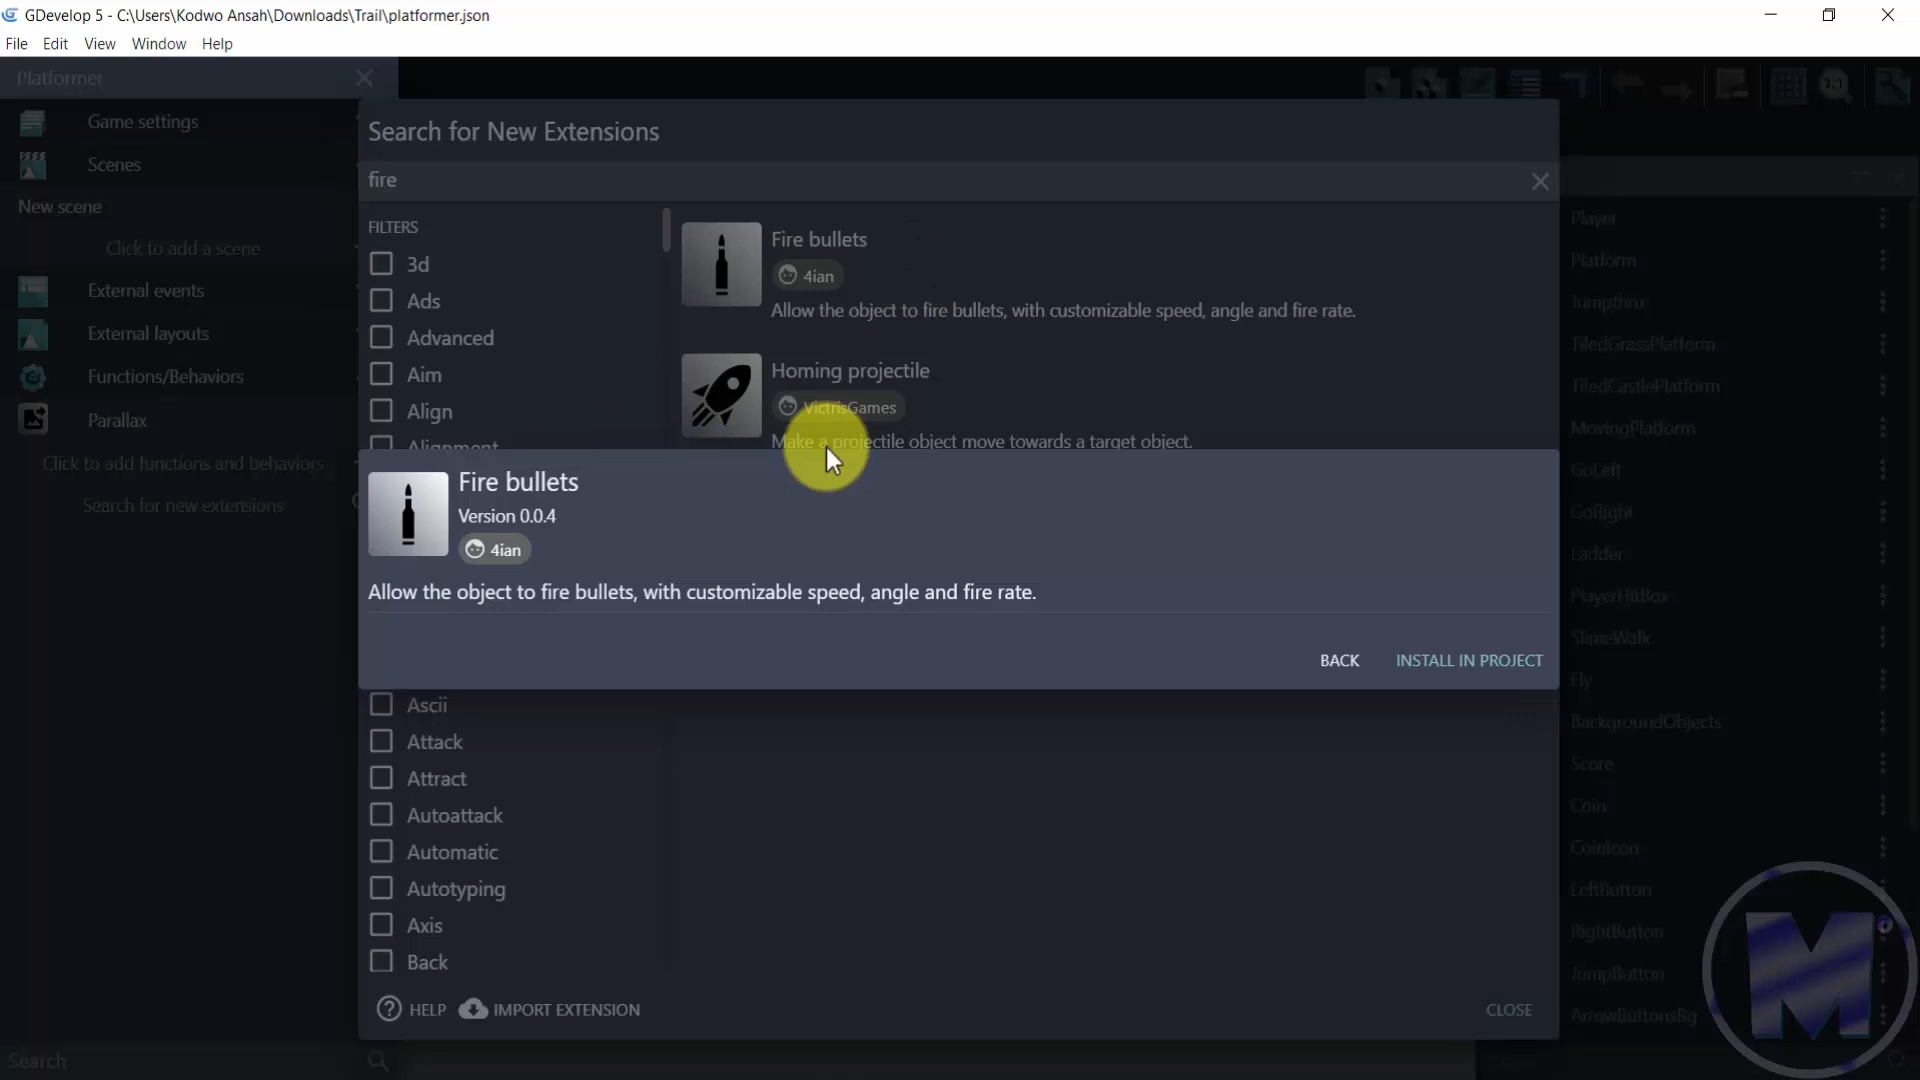 GDevelop 5 - C:\Users\Kodwo Ansah\Downloads\Trail\platformer.json
File Edit View Window Help
Platformer
Game settings
Scenes
New scene
Click to add a scene
External events
External layouts
Functions/Behaviors
Parallax
Click to add functions and behaviors
Search for new extensions
Search
Search for New Extensions
fire
FILTERS
3d
Ads
Advanced
Aim
Align
Alignment
Fire bullets
4ian
Allow the object to fire bullets, with customizable speed, angle and fire rate.
Homing projectile
VictrisGames
Make a projectile object move towards a target object.
Fire bullets
Version 0.0.4
4ian
Allow the object to fire bullets, with customizable speed, angle and fire rate.
BACK INSTALL IN PROJECT
Ascii
Attack
Attract
Autoattack
Automatic
Autotyping
Axis
Back
HELP IMPORT EXTENSION
CLOSE
1:1
Player
Platform
Jumpthru
TiledGrassPlatform
TiledCastlePlatform
MovingPlatform
GoLeft
GoRight
Ladder
PlayerHitBox
SlimeWalk
Fly
BackgroundObjects
Score
Coin
CoinIcon
LeftButton
RightButton
JumpButton
ArrowButtonsBg
M